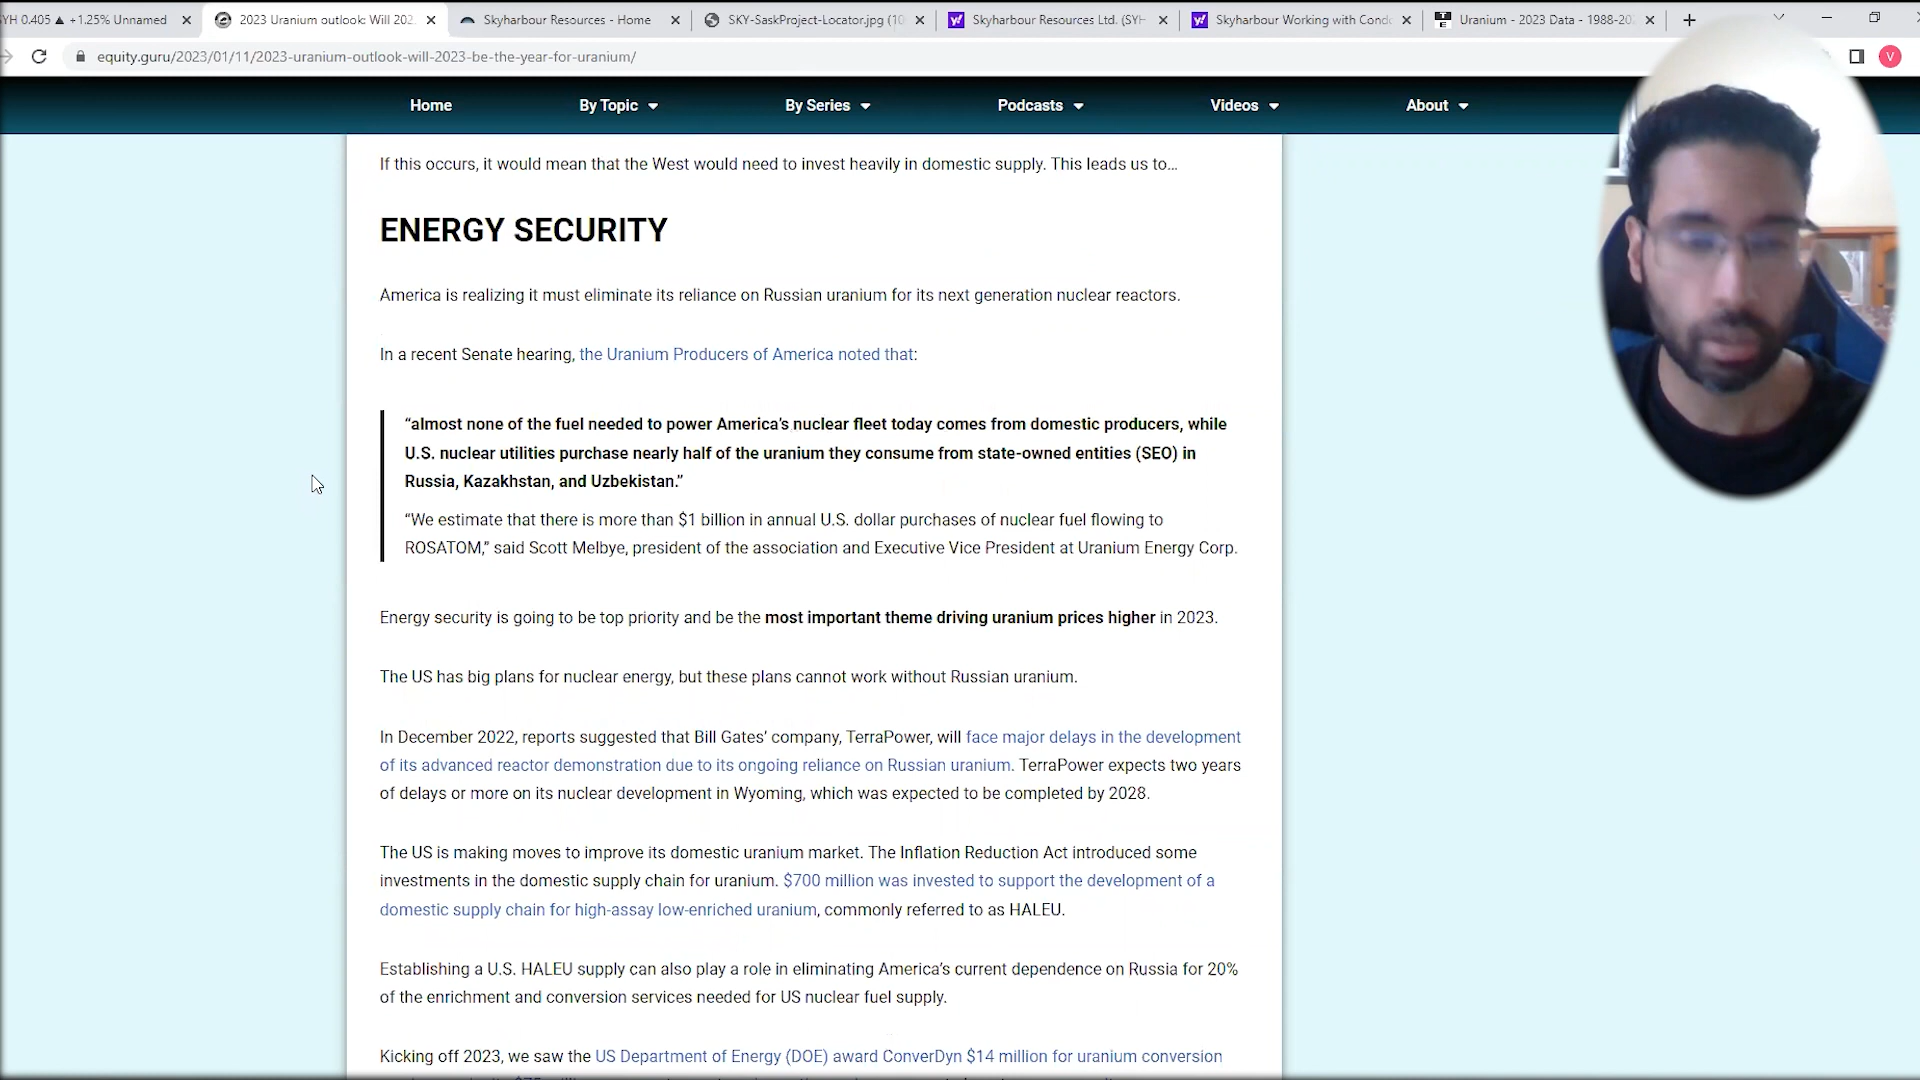 SYH 0.405 ▲ +1.25% Unnamed
2023 Uranium outlook: Will 202
Skyharbour Resources - Home
SKY-SaskProject-Locator.jpg (10
Skyharbour Resources Ltd. (SYH
Skyharbour Working with Condo
Uranium - 2023 Data - 1988-20
equity.guru/2023/01/11/2023-uranium-outlook-will-2023-be-the-year-for-uranium/
V
Home
By Topic
By Series
Podcasts
Videos
About
If this occurs, it would mean that the West would need to invest heavily in domestic supply. This leads us to…
ENERGY SECURITY
America is realizing it must eliminate its reliance on Russian uranium for its next generation nuclear reactors.
In a recent Senate hearing, the Uranium Producers of America noted that:
“almost none of the fuel needed to power America’s nuclear fleet today comes from domestic producers, while
U.S. nuclear utilities purchase nearly half of the uranium they consume from state-owned entities (SEO) in
Russia, Kazakhstan, and Uzbekistan.”
“We estimate that there is more than $1 billion in annual U.S. dollar purchases of nuclear fuel flowing to
ROSATOM,” said Scott Melbye, president of the association and Executive Vice President at Uranium Energy Corp.
Energy security is going to be top priority and be the most important theme driving uranium prices higher in 2023.
The US has big plans for nuclear energy, but these plans cannot work without Russian uranium.
In December 2022, reports suggested that Bill Gates’ company, TerraPower, will face major delays in the development
of its advanced reactor demonstration due to its ongoing reliance on Russian uranium. TerraPower expects two years
of delays or more on its nuclear development in Wyoming, which was expected to be completed by 2028.
The US is making moves to improve its domestic uranium market. The Inflation Reduction Act introduced some
investments in the domestic supply chain for uranium. $700 million was invested to support the development of a
domestic supply chain for high-assay low-enriched uranium, commonly referred to as HALEU.
Establishing a U.S. HALEU supply can also play a role in eliminating America’s current dependence on Russia for 20%
of the enrichment and conversion services needed for US nuclear fuel supply.
Kicking off 2023, we saw the US Department of Energy (DOE) award ConverDyn $14 million for uranium conversion